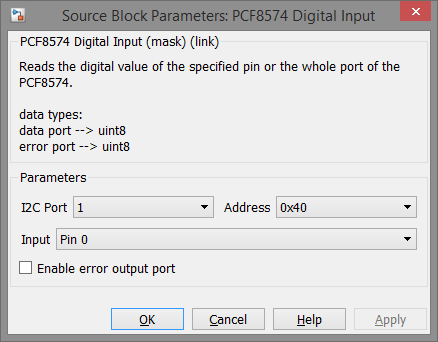 Source Block Parameters: PCF8574 Digital Input
PCF8574 Digital Input (mask) (link)
Reads the digital value of the specified pin or the whole port of the
PCF8574.
data types:
data port --> uint8
error port --> uint8
Parameters
I2C Port 1 Address 0x40
Input Pin 0
Enable error output port
OK Cancel Help Apply